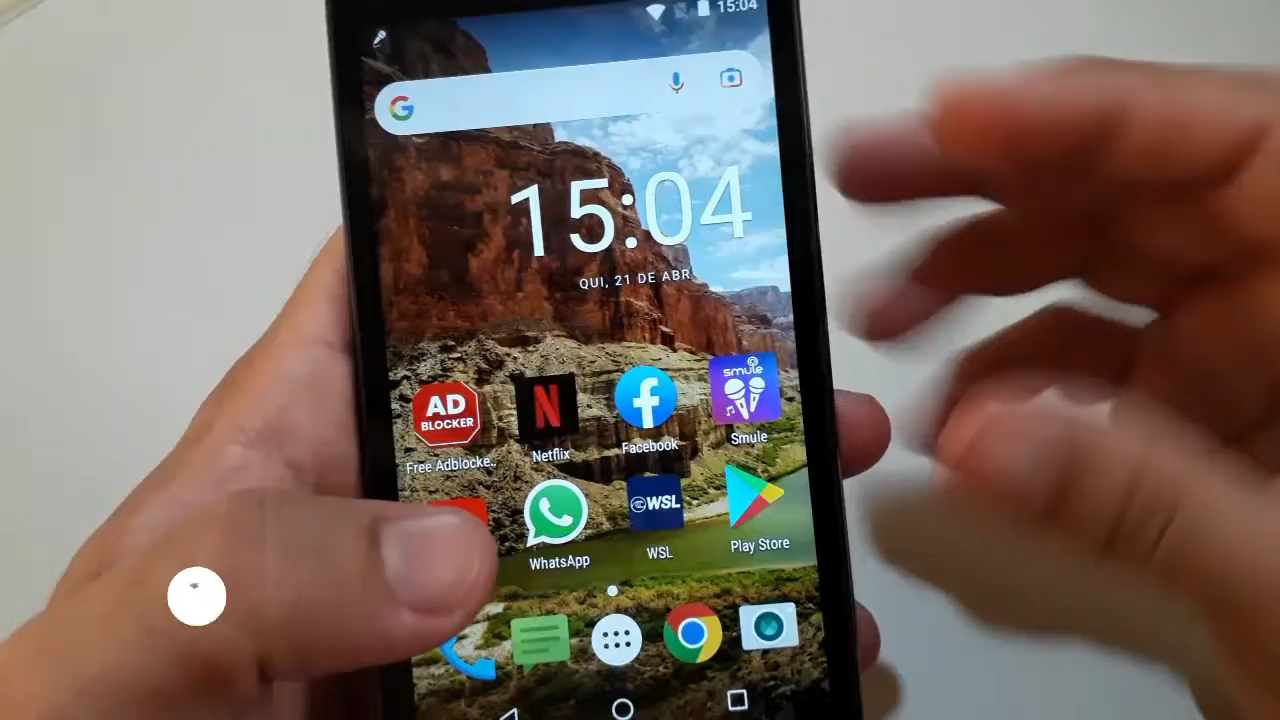 15:04
G
15:04
QUI, 21 DE ABR
AD
BLOCKER
N
f
smule
Free Adblocke..
Netflix
Facebook
Smule
WSL
WhatsApp
WSL
Play Store